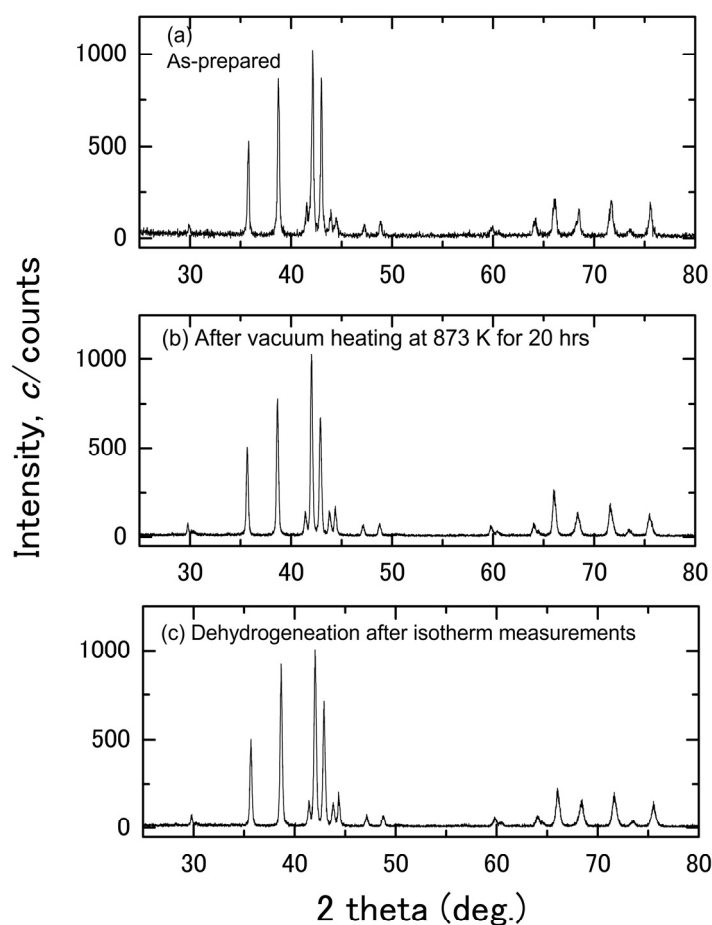 (a)
As-prepared
1000
500
0
30 40 50 60 70 80
(b) After vacuum heating at 873 K for 20 hrs
1000
500
0
30 40 50 60 70 80
(c) Dehydrogeneation after isotherm measurements
1000
500
0
30 40 50 60 70 80
Intensity, c/counts
2 theta (deg.)